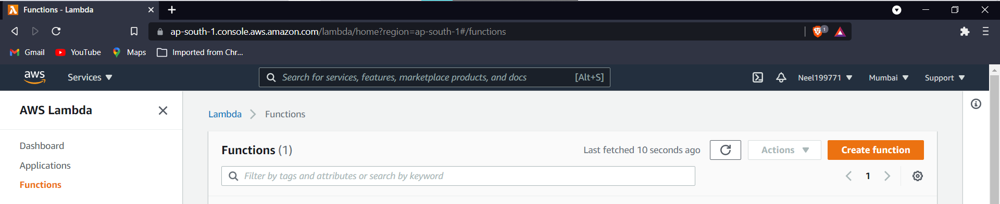 Functions - Lambda
ap-south-1.console.aws.amazon.com/lambda/home?region=ap-south-1#/functions
1
Gmail YouTube Maps Imported from Chr...
aws Services Search for services, features, marketplace products, and docs [Alt+S] Neel199771 Mumbai Support
AWS Lambda
Dashboard
Applications
Functions
Lambda Functions
Functions (1) Last fetched 10 seconds ago Actions Create function
Filter by tags and attributes or search by keyword 1